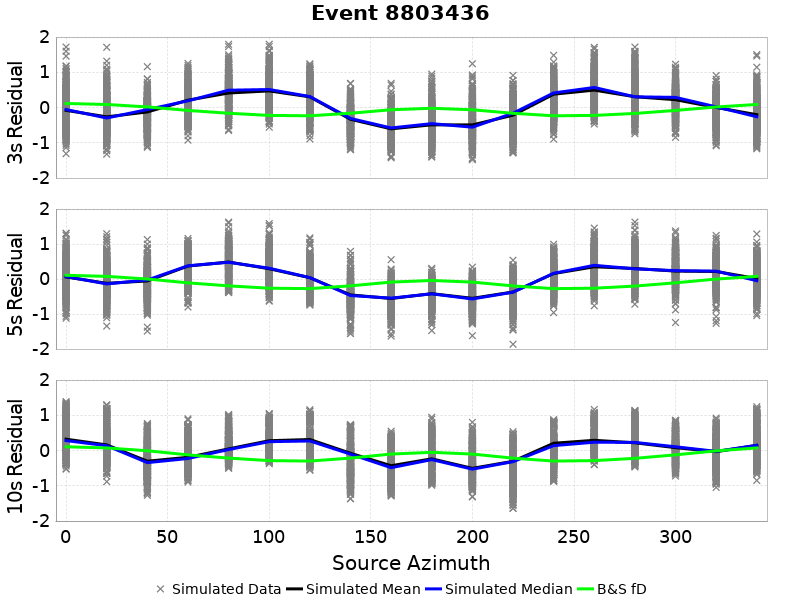 Event 8803436
3s Residual
2
1
0
-1
-2
5s Residual
2
1
0
-1
-2
10s Residual
2
1
0
-1
-2
0 50 100 150 200 250 300
Source Azimuth
Simulated Data Simulated Mean Simulated Median B&S fD